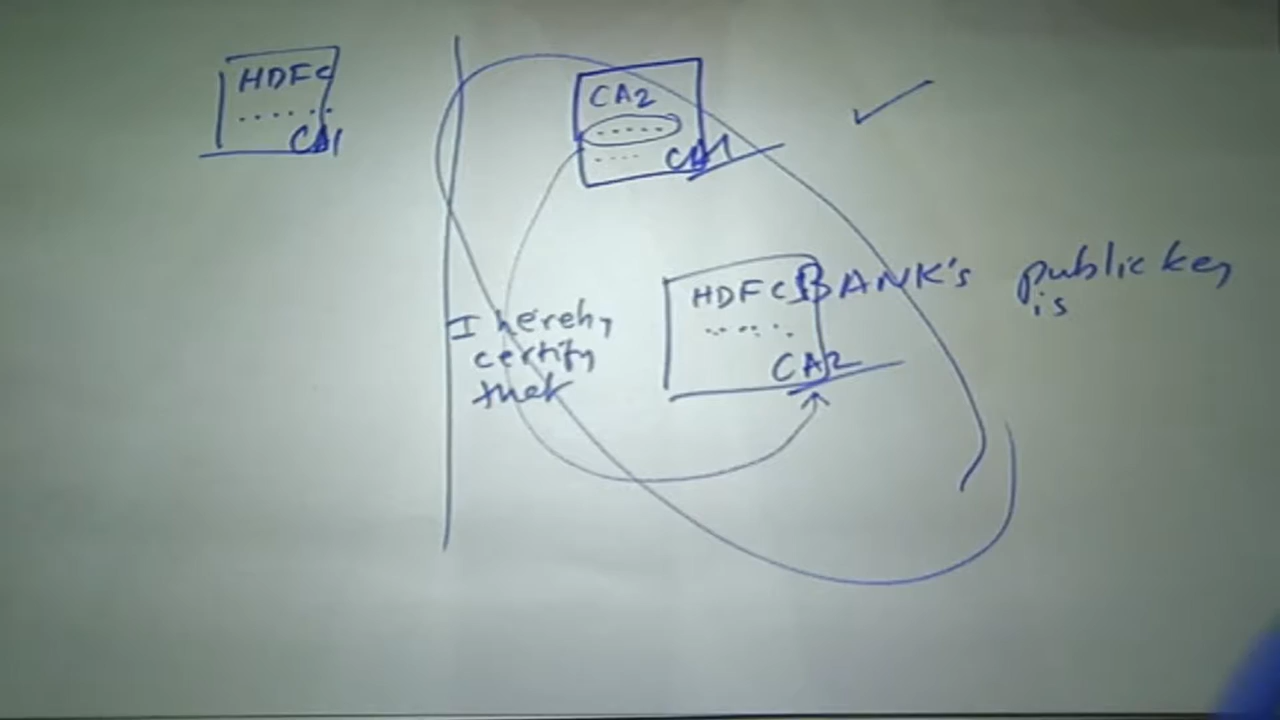 HDFC
.....
CA1
CA2
.....
....
CA1
HDFC BANK's public key
is
.....
CA2
I hereby
certify
that